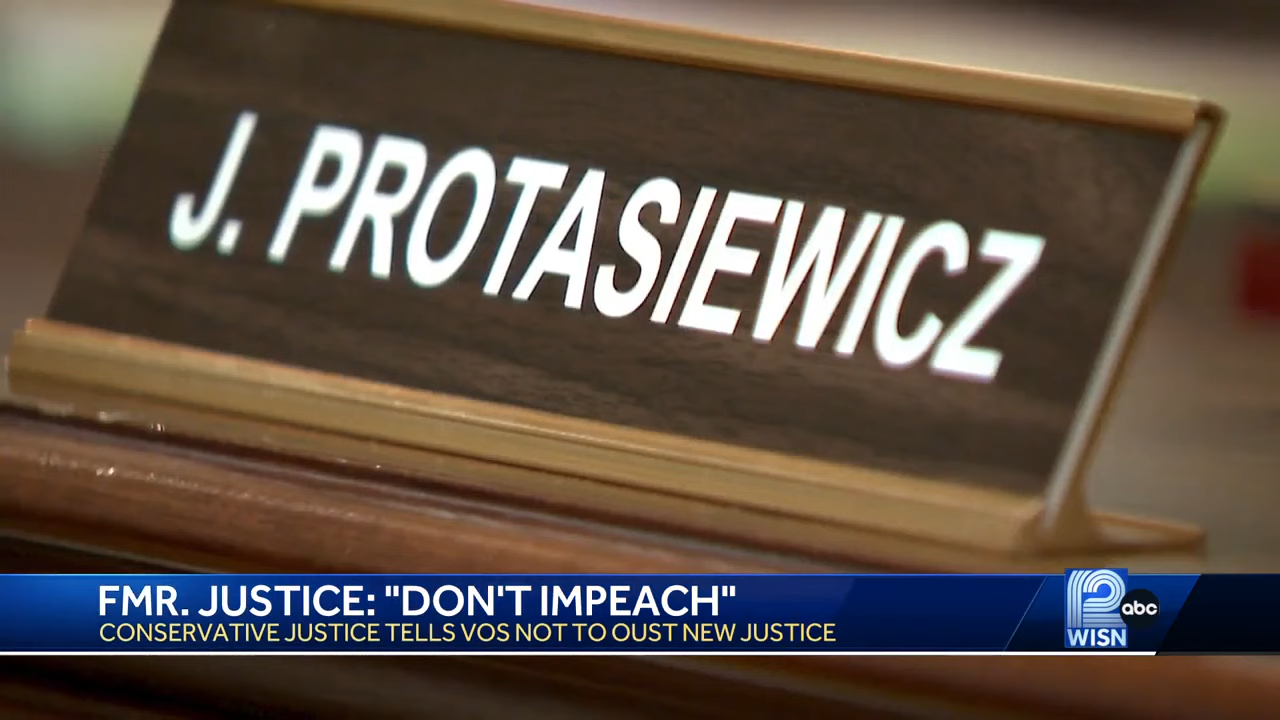 J. PROTASIEWICZ
FMR. JUSTICE: "DON'T IMPEACH"
CONSERVATIVE JUSTICE TELLS VOS NOT TO OUST NEW JUSTICE
12
abc
WISN